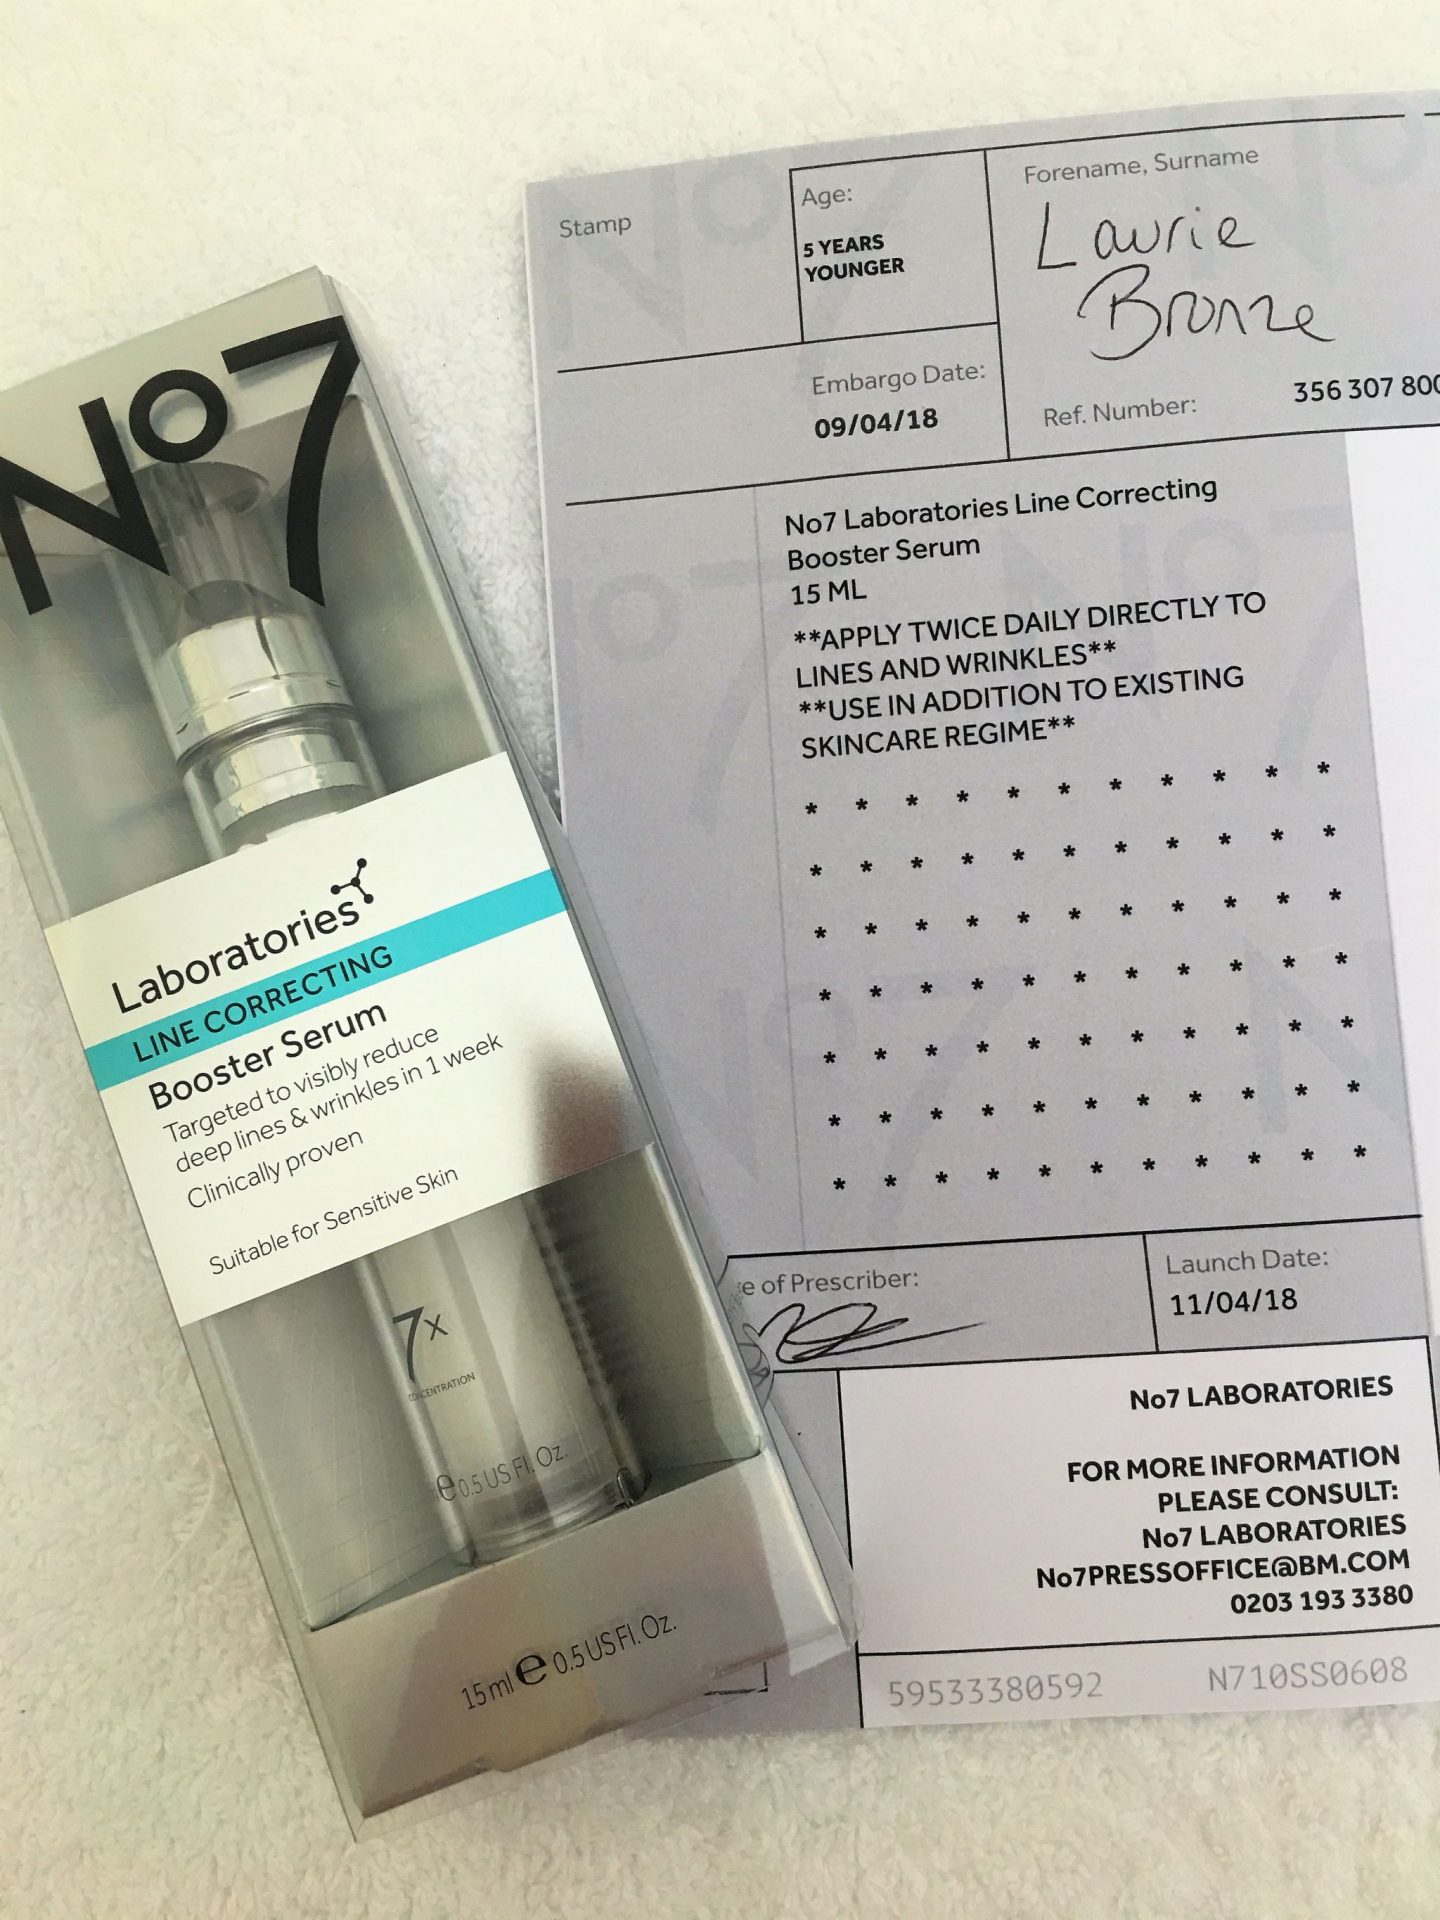 No7
Laboratories
LINE CORRECTING
Booster Serum
Targeted to visibly reduce
deep lines & wrinkles in 1 week
Clinically proven
Suitable for Sensitive Skin
7x
CONCENTRATION
e 0.5 US Fl. Oz.
15 ml e 0.5 US Fl. Oz.
Stamp
Age:
5 YEARS
YOUNGER
Forename, Surname
Laurie
Bronze
Embargo Date:
09/04/18
Ref. Number:
356 307 800
No7 Laboratories Line Correcting
Booster Serum
15 ML
**APPLY TWICE DAILY DIRECTLY TO
LINES AND WRINKLES**
**USE IN ADDITION TO EXISTING
SKINCARE REGIME**
* * * * * * * * * * *
* * * * * * * * * * *
* * * * * * * * * * *
* * * * * * * * * * *
* * * * * * * * * * *
* * * * * * * * * * *
* * * * * * * * * * *
of Prescriber:
Launch Date:
11/04/18
No7 LABORATORIES
FOR MORE INFORMATION
PLEASE CONSULT:
No7 LABORATORIES
No7PRESSOFFICE@BM.COM
0203 193 3380
59533380592
N710SS0608